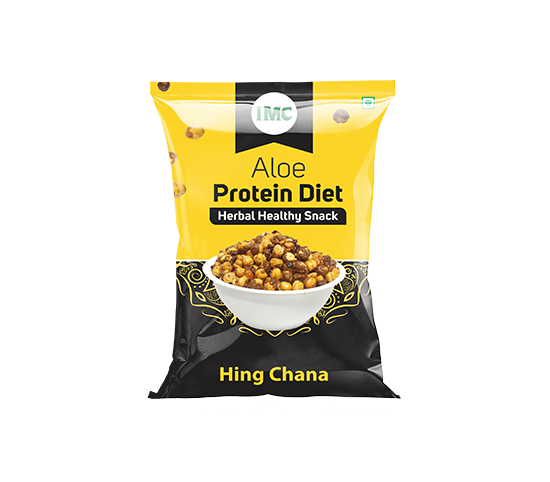 IMC
Aloe
Protein Diet
Herbal Healthy Snack
Hing Chana